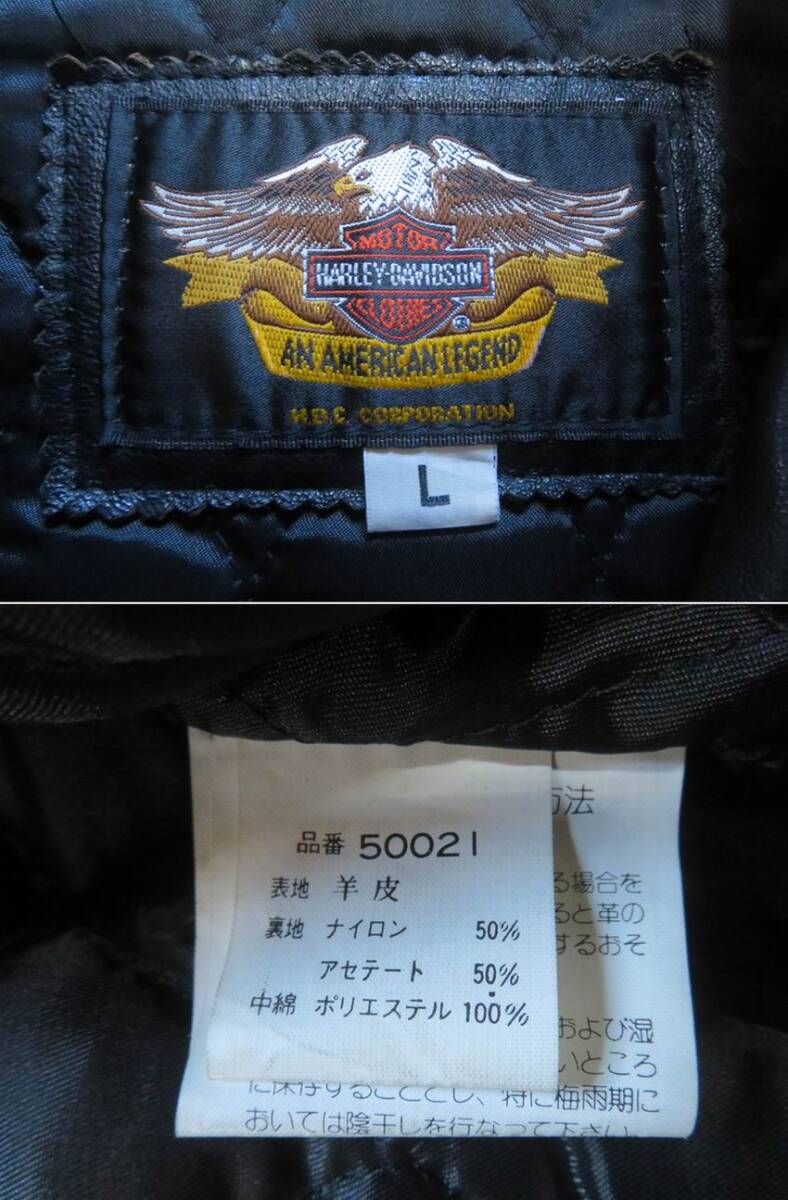 MOTOR
HARLEY-DAVIDSON
CLOTHES
®
AN AMERICAN LEGEND
H.D.C. CORPORATION
L
品番 50021
表地 羊皮
裏地 ナイロン 50%
アセテート 50%
中綿 ポリエステル 100%
方法
る場合を
ると革の
するおそ
および湿
いところ
に保存することとし、特に梅雨期に
おいては陰干しを行なって下さい。